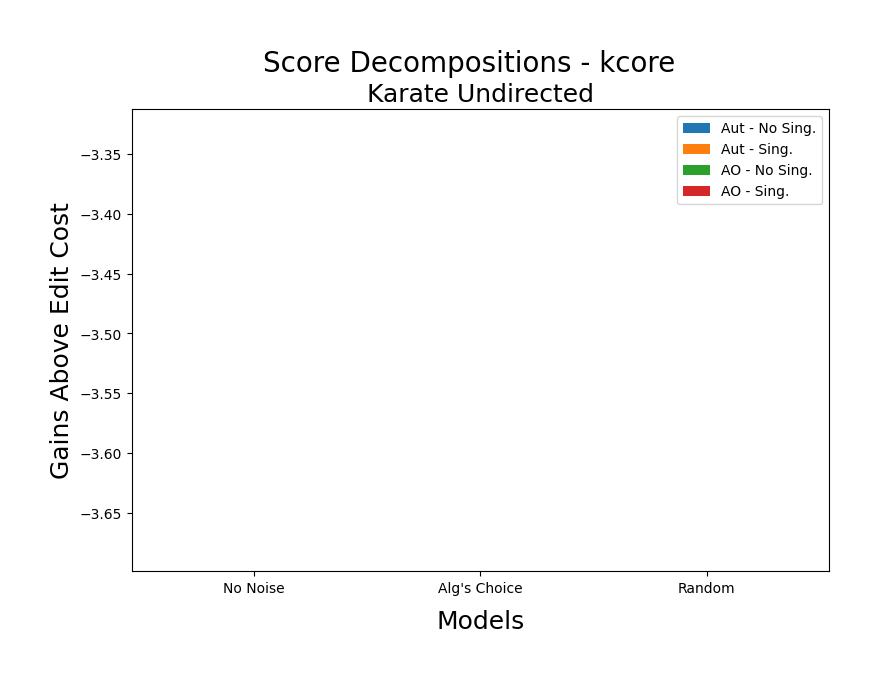 Score Decompositions - kcore
Karate Undirected
Aut - No Sing.
Aut - Sing.
AO - No Sing.
AO - Sing.
Gains Above Edit Cost
−3.35
−3.40
−3.45
−3.50
−3.55
−3.60
−3.65
No Noise
Alg's Choice
Random
Models